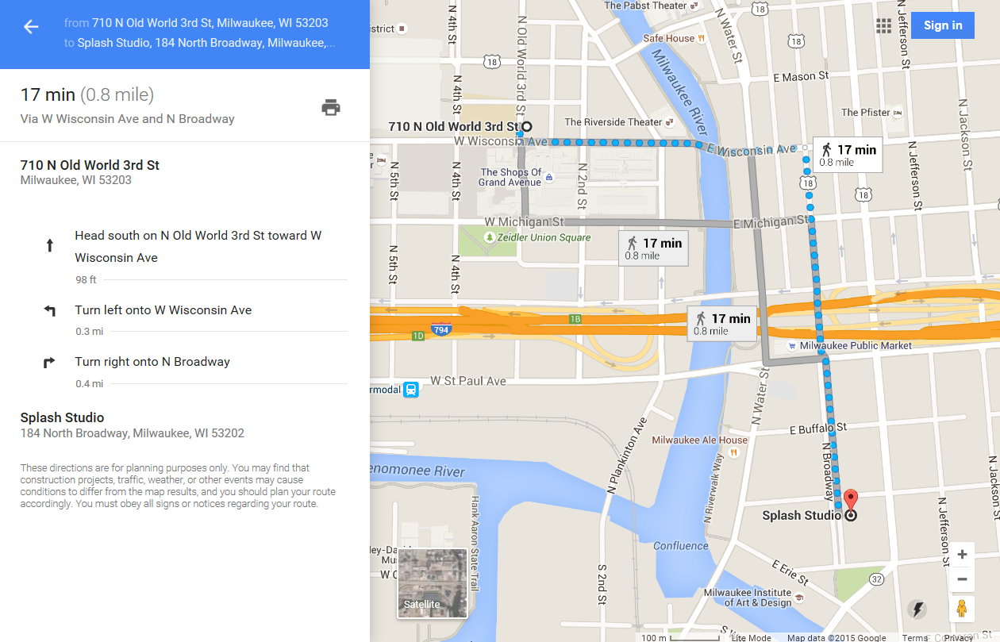 from 710 N Old World 3rd St, Milwaukee, WI 53203
to Splash Studio, 184 North Broadway, Milwaukee,...
17 min (0.8 mile)
Via W Wisconsin Ave and N Broadway
710 N Old World 3rd St
Milwaukee, WI 53203
Head south on N Old World 3rd St toward W
Wisconsin Ave
98 ft
Turn left onto W Wisconsin Ave
0.3 mi
Turn right onto N Broadway
0.4 mi
Splash Studio
184 North Broadway, Milwaukee, WI 53202
These directions are for planning purposes only. You may find that
construction projects, traffic, weather, or other events may cause
conditions to differ from the map results, and you should plan your route
accordingly. You must obey all signs or notices regarding your route.
The Pabst Theater
18
Sign in
strict
N 4th St
N Old World 3rd St
Safe House
N Water St
18
N Jefferson St
18
Milwaukee River
E Mason St
N 4th St
The Pfister
N Jackson St
710 N Old World 3rd St
The Riverside Theater
W Wisconsin Ave
E Wisconsin Ave
17 min
0.8 mile
N 5th St
N 4th St
The Shops Of
Grand Avenue
N 2nd St
18
18
N Jefferson St
W Michigan St
E Michigan St
Zeidler Union Square
17 min
0.8 mile
N 5th St
N 4th St
794
1B
1D
17 min
0.8 mile
Milwaukee Public Market
W St Paul Ave
rmodal
N Water St
N Plankinton Ave
E Buffalo St
Milwaukee Ale House
N Broadway
enomonee River
N Riverwalk Way
N Jackson St
Hank Aaron State Trail
Splash Studio
N Jefferson St
Confluence
ley-Da
Mus
W C
S 2nd St
E Erie St
32
Milwaukee Institute
of Art & Design
Satellite
+
−
100 m
Lite Mode
Map data ©2015 Google
Terms
Privacy